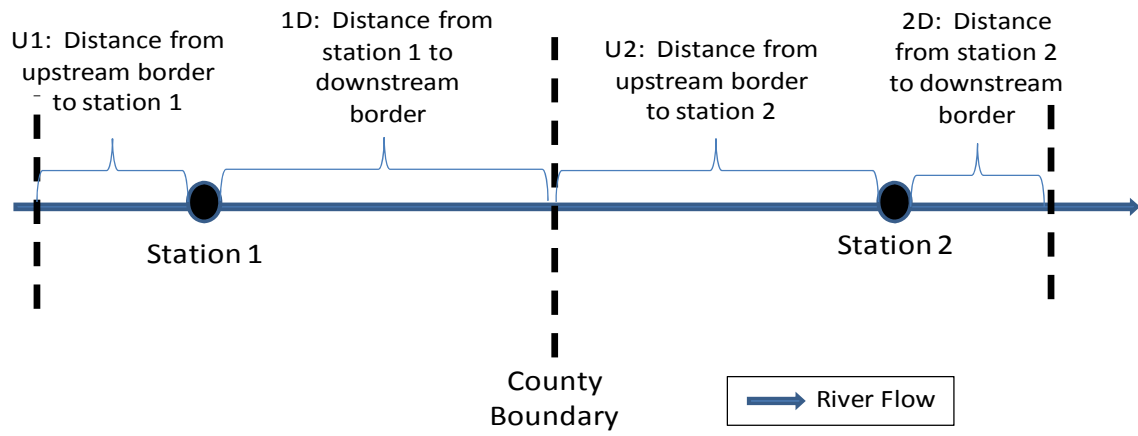 U1: Distance from
upstream border
to station 1
1D: Distance from
station 1 to
downstream
border
U2: Distance from
upstream border
to station 2
2D: Distance
from station 2
to downstream
border
Station 1
Station 2
County
Boundary
River Flow